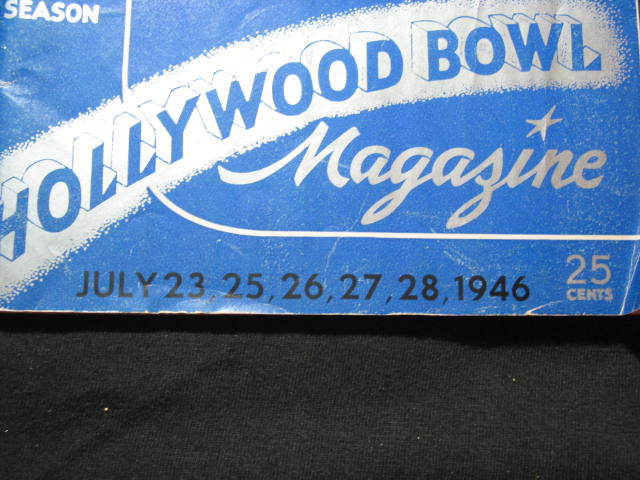 SEASON
HOLLYWOOD BOWL
Magazine
JULY 23, 25, 26, 27, 28, 1946
25
CENTS